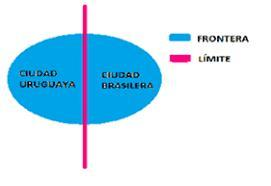 FRONTERA
LÍMITE
CIUDAD
URUGUAYA
CIUDAD
BRASILERA